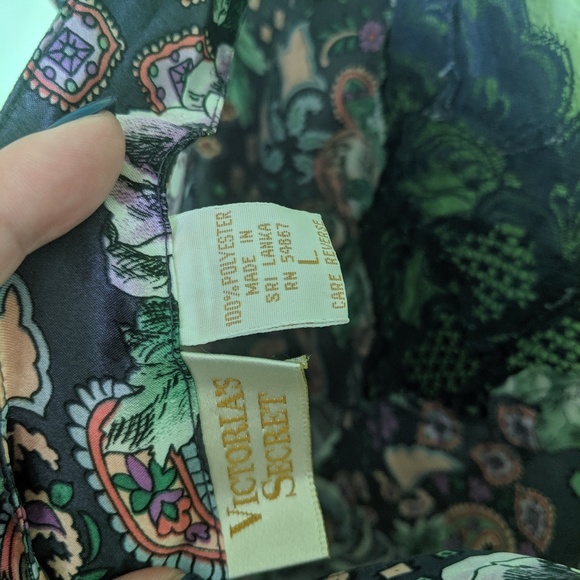 100% POLYESTER
MADE IN
SRI LANKA
RN 54867
L
CARE REVERSE
VICTORIA'S
SECRET